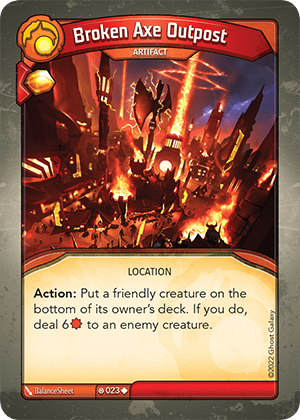 Broken Axe Outpost
ARTIFACT
LOCATION
Action: Put a friendly creature on the
bottom of its owner's deck. If you do,
deal 6 to an enemy creature.
©2022 Ghost Galaxy
BalanceSheet
023